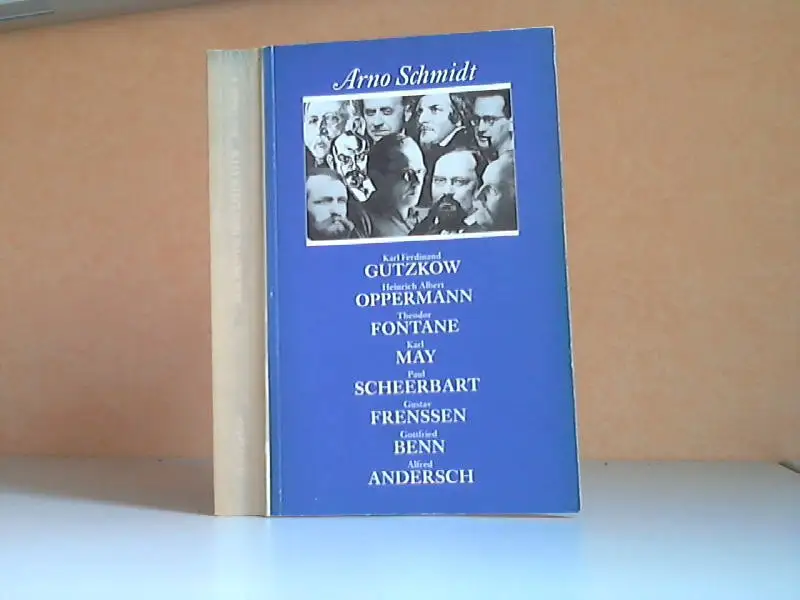 Arno Schmidt
Karl Ferdinand
GUTZKOW
Heinrich Albert
OPPERMANN
Theodor
FONTANE
Karl
MAY
Paul
SCHEERBART
Gustav
FRENSSEN
Gottfried
BENN
Alfred
ANDERSCH